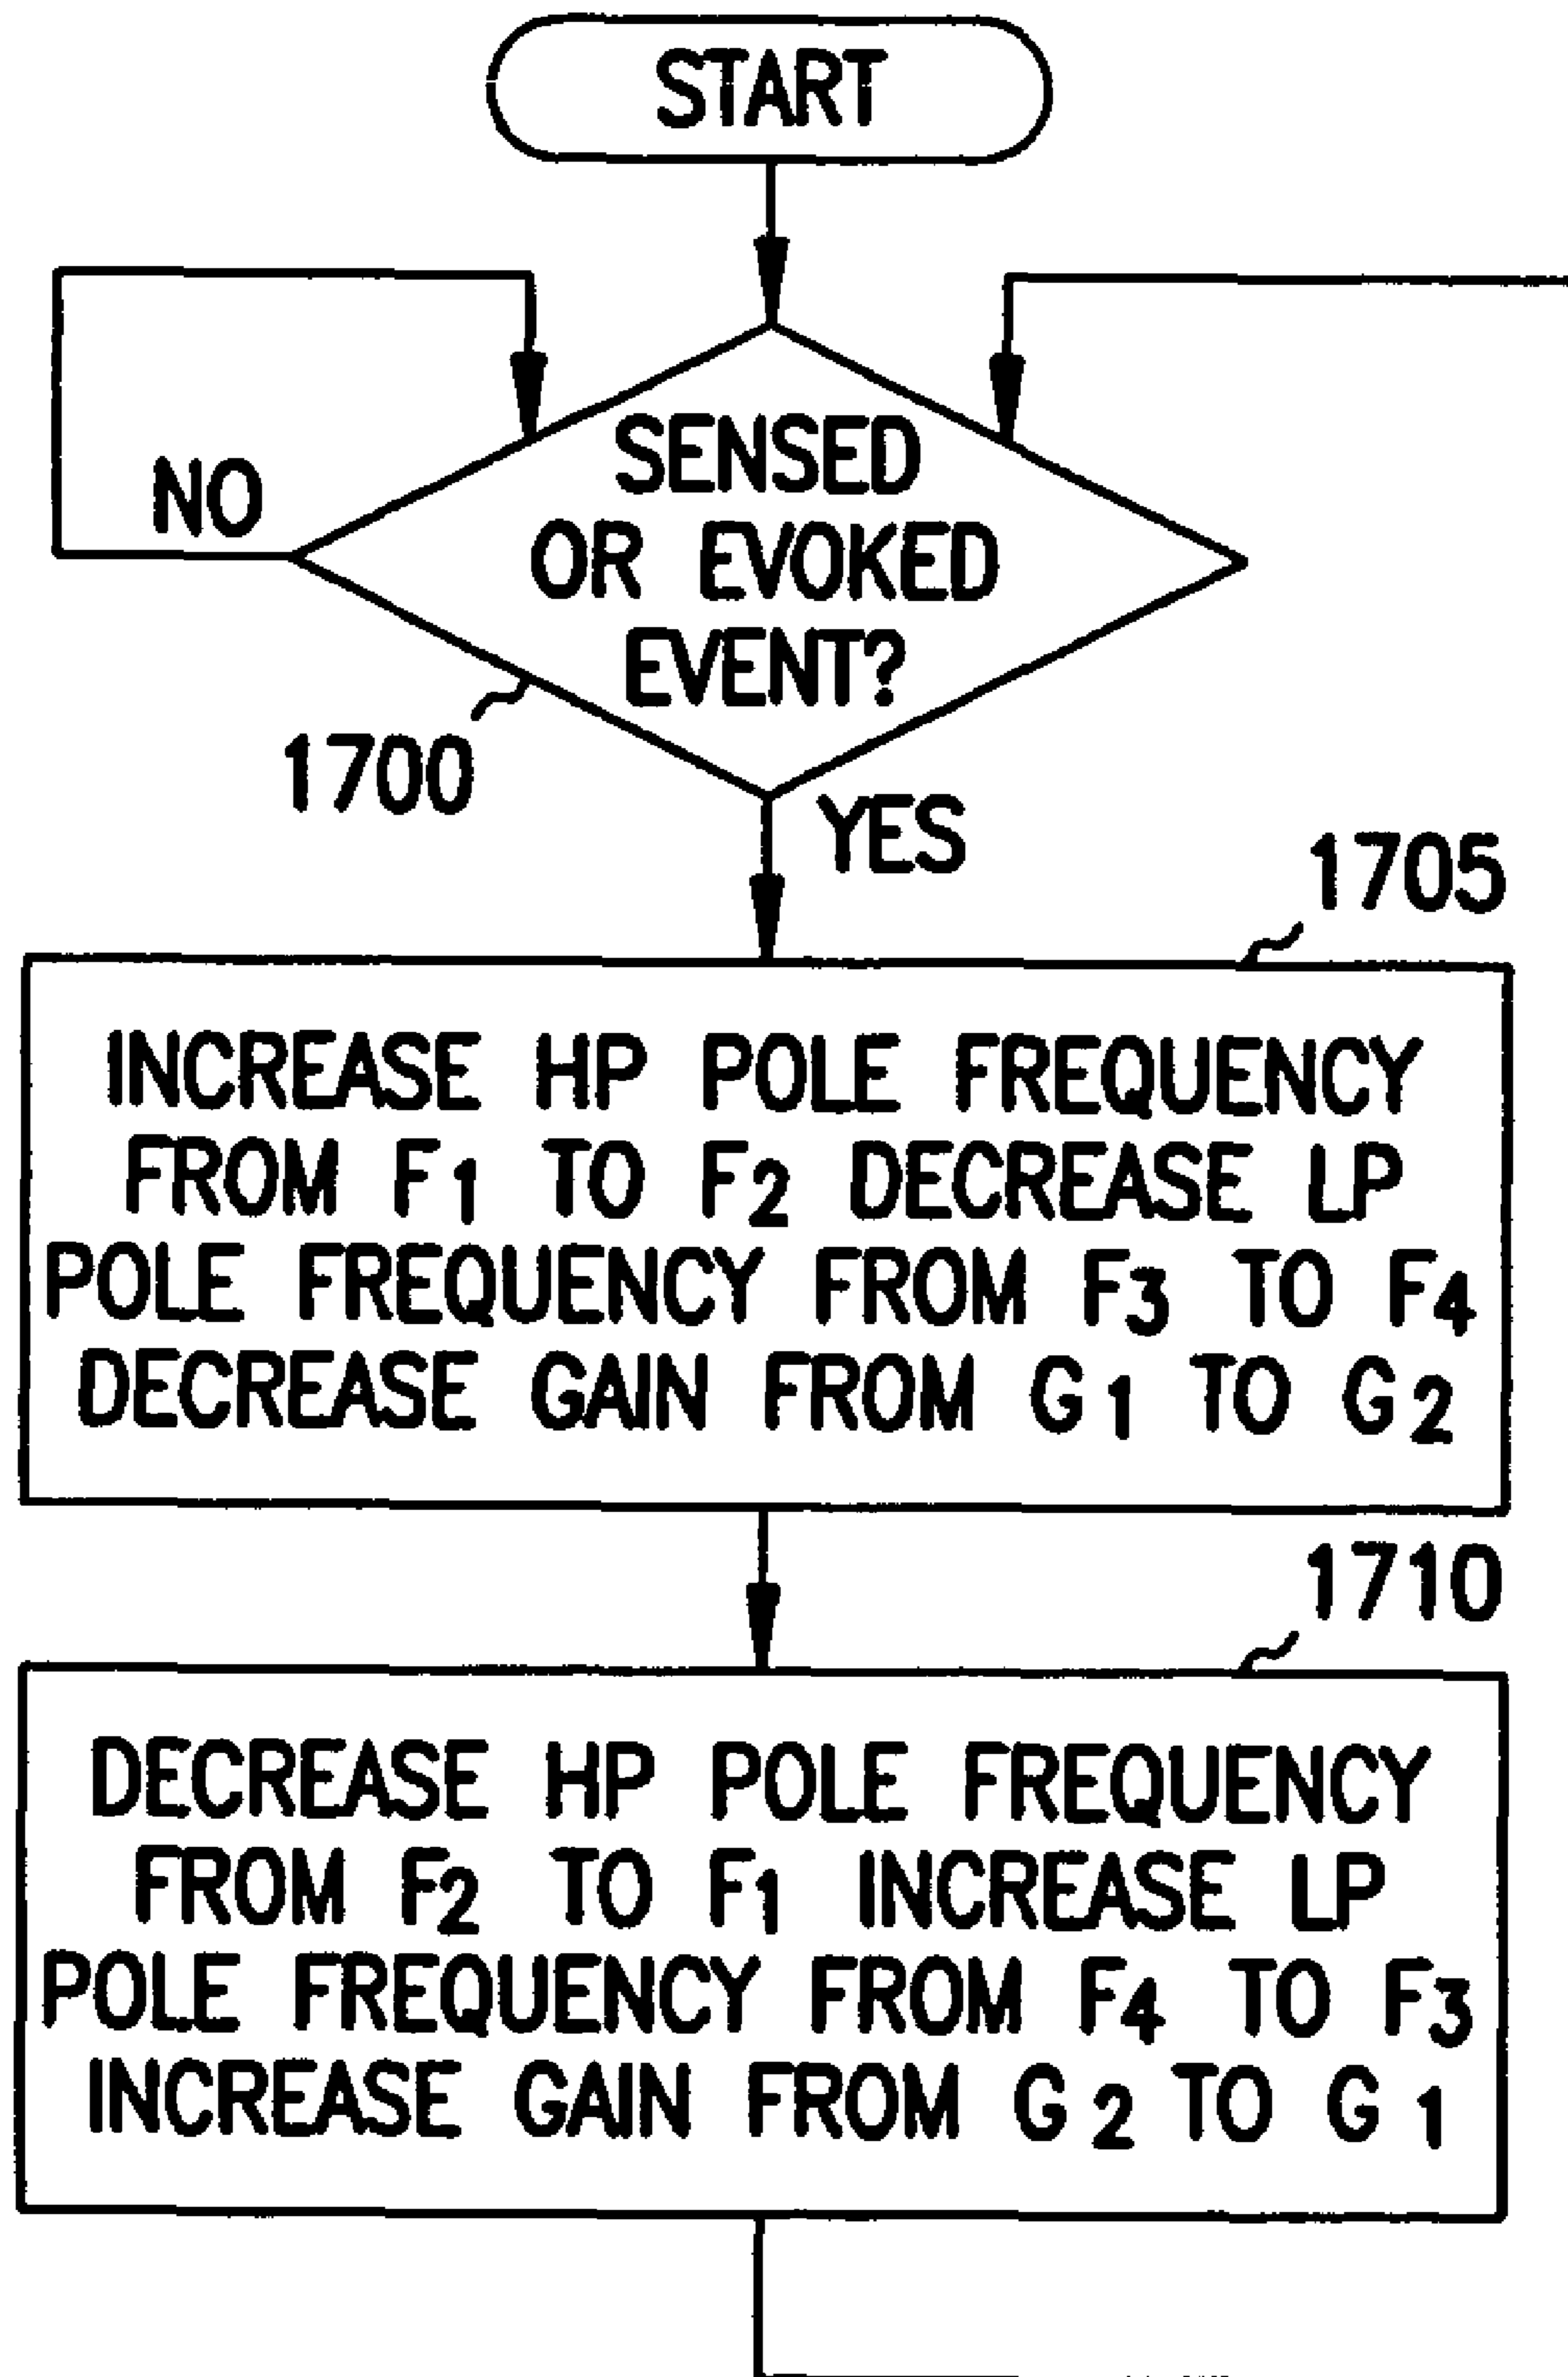 START
SENSED
OR EVOKED
EVENT?
NO
1700
YES
1705
INCREASE HP POLE FREQUENCY
FROM F1 TO F2 DECREASE LP
POLE FREQUENCY FROM F3 TO F4
DECREASE GAIN FROM G1 TO G2
1710
DECREASE HP POLE FREQUENCY
FROM F2 TO F1 INCREASE LP
POLE FREQUENCY FROM F4 TO F3
INCREASE GAIN FROM G2 TO G1